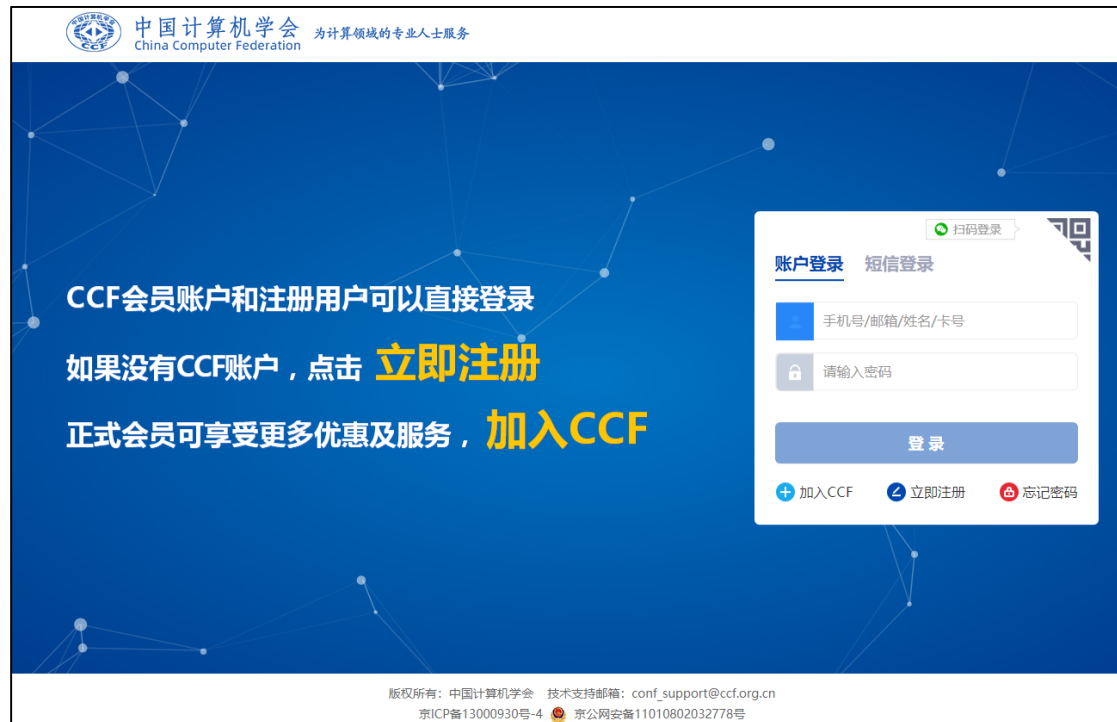 中国计算机学会
China Computer Federation
为计算领域的专业人士服务
CCF
CCF会员账户和注册用户可以直接登录
如果没有CCF账户，点击 立即注册
正式会员可享受更多优惠及服务， 加入CCF
扫码登录
账户登录 短信登录
手机号/邮箱/姓名/卡号
请输入密码
登 录
加入CCF 立即注册 忘记密码
版权所有：中国计算机学会 技术支持邮箱：conf_support@ccf.org.cn
京ICP备13000930号-4 京公网安备11010802032778号